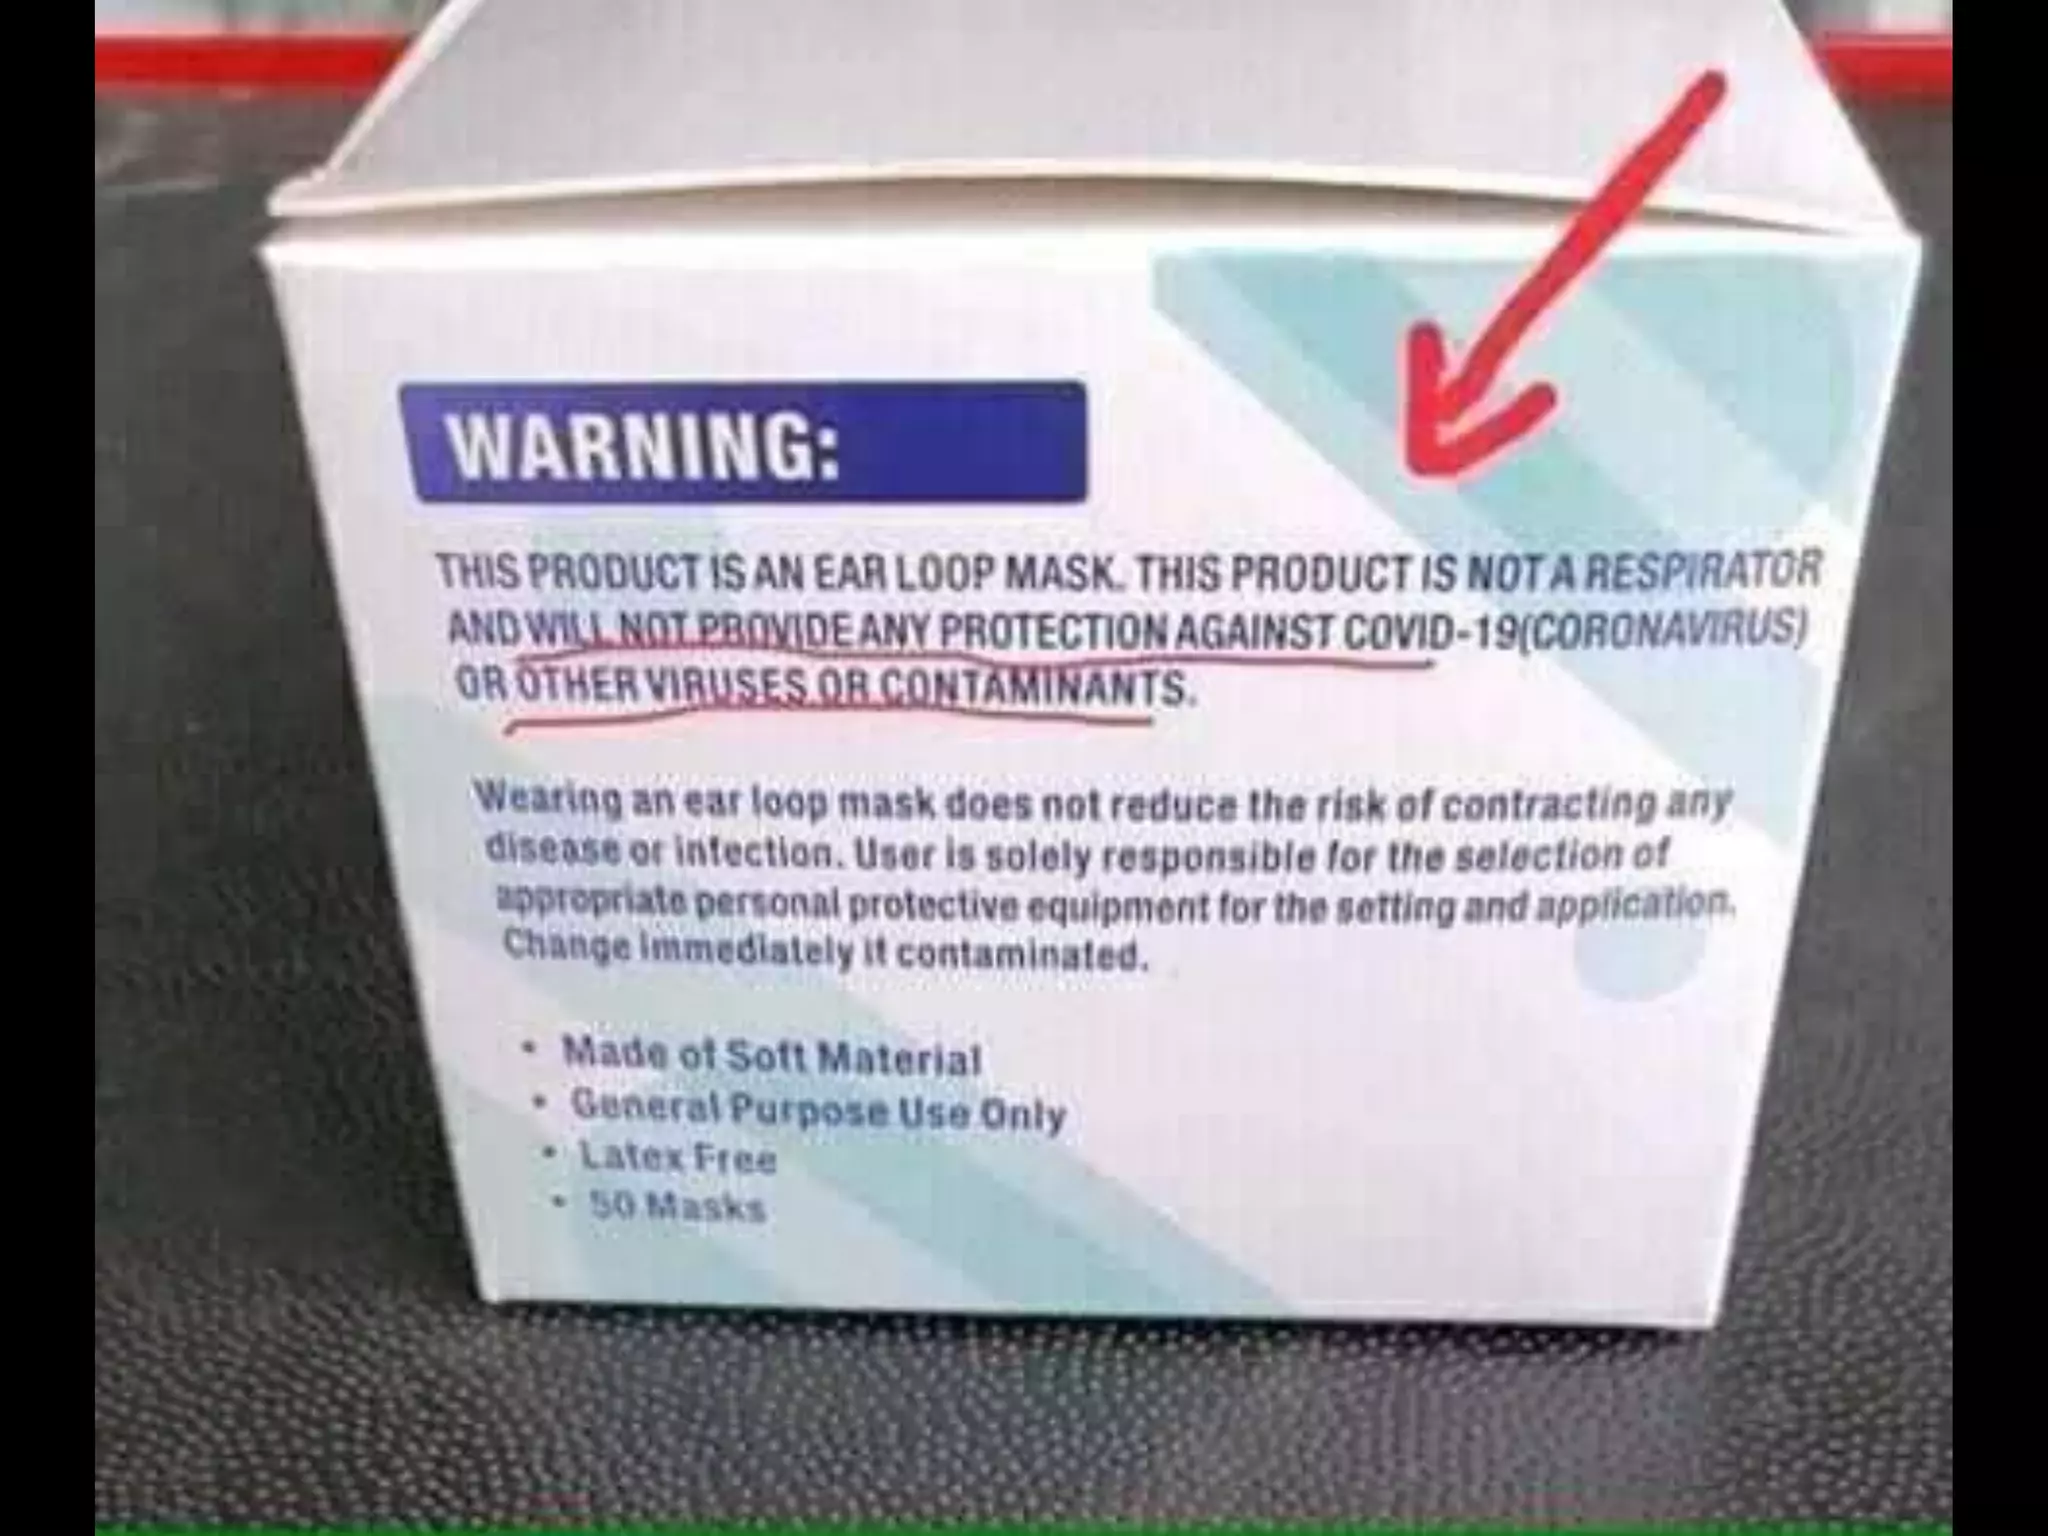 WARNING:
THIS PRODUCT IS AN EAR LOOP MASK. THIS PRODUCT IS NOT A RESPIRATOR
AND WILL NOT PROVIDE ANY PROTECTION AGAINST COVID-19(CORONAVIRUS)
OR OTHER VIRUSES OR CONTAMINANTS.
Wearing an ear loop mask does not reduce the risk of contracting any
disease or infection. User is solely responsible for the selection of
appropriate personal protective equipment for the setting and application.
Change immediately if contaminated.
• Made of Soft Material
• General Purpose Use Only
• Latex Free
• 50 Masks